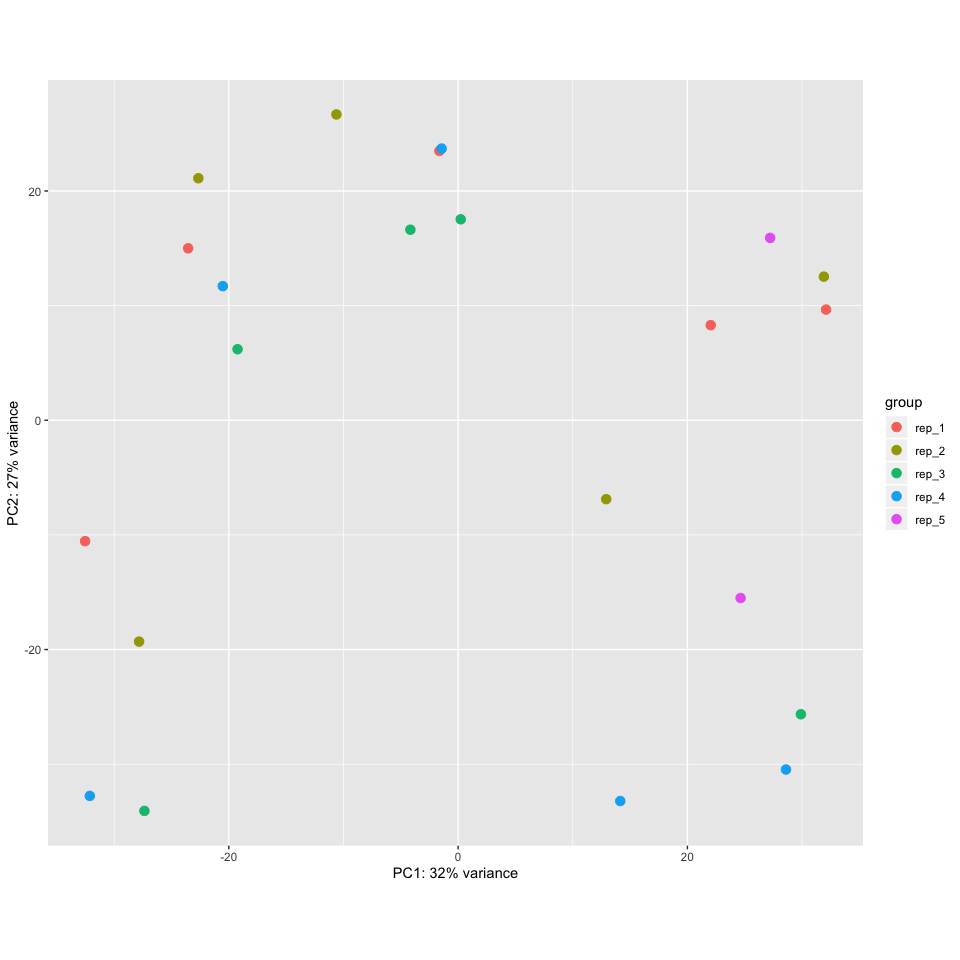 20
0
-20
PC2: 27% variance
-20
0
20
PC1: 32% variance
group
rep_1
rep_2
rep_3
rep_4
rep_5